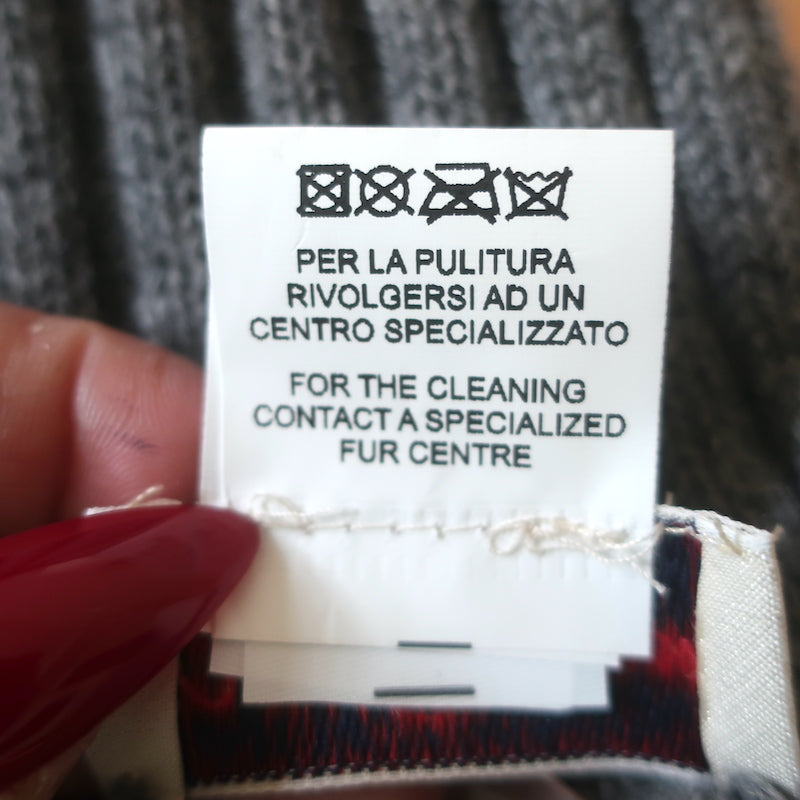 PER LA PULITURA
RIVOLGERSI AD UN
CENTRO SPECIALIZZATO
FOR THE CLEANING
CONTACT A SPECIALIZED
FUR CENTRE